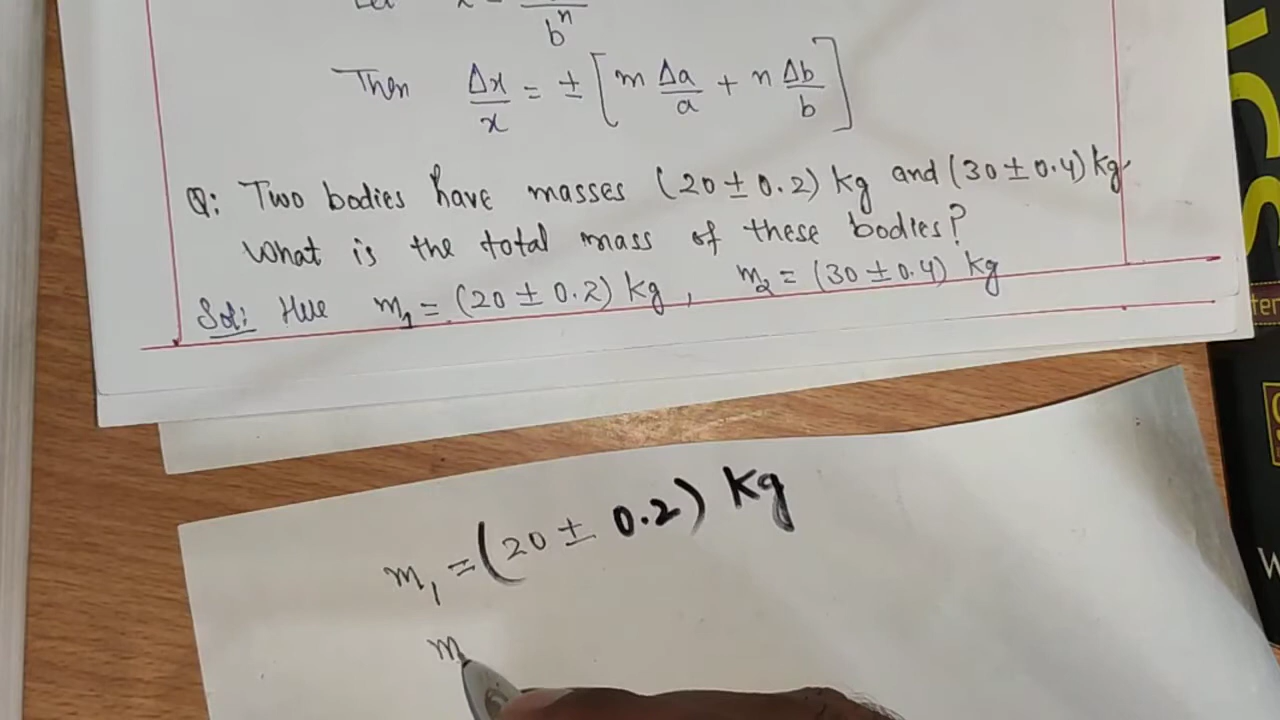 Let x =
bⁿ
Then Δx/x = ± [m Δa/a + n Δb/b]
Q: Two bodies have masses (20 ± 0.2) kg and (30 ± 0.4) kg.
What is the total mass of these bodies?
Sol: Here m₁ = (20 ± 0.2) kg, m₂ = (30 ± 0.4) kg
m₁ = (20 ± 0.2) kg
m